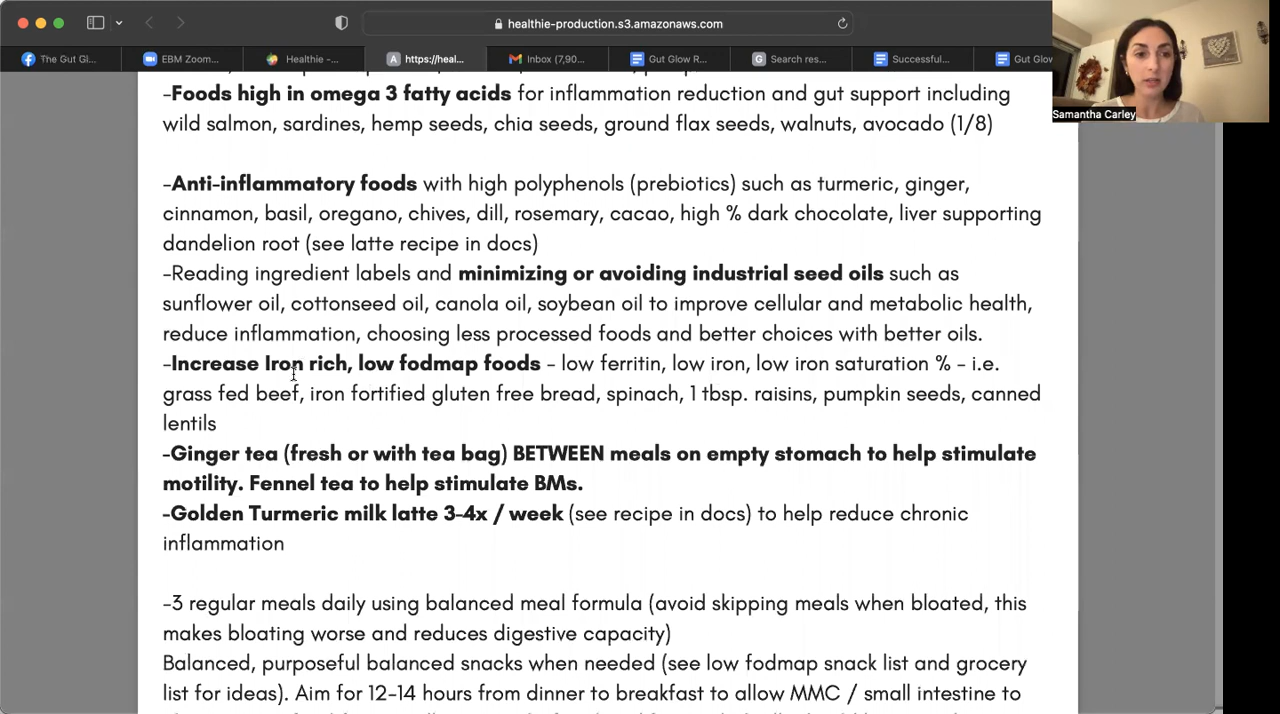 healthie-production.s3.amazonaws.com
The Gut Gl... EBM Zoom... Healthie -... https://heal... Inbox (7,90... Gut Glow R... Search res... Successful... Gut Glov
Samantha Carley
-Foods high in omega 3 fatty acids for inflammation reduction and gut support including
wild salmon, sardines, hemp seeds, chia seeds, ground flax seeds, walnuts, avocado (1/8)
-Anti-inflammatory foods with high polyphenols (prebiotics) such as turmeric, ginger,
cinnamon, basil, oregano, chives, dill, rosemary, cacao, high % dark chocolate, liver supporting
dandelion root (see latte recipe in docs)
-Reading ingredient labels and minimizing or avoiding industrial seed oils such as
sunflower oil, cottonseed oil, canola oil, soybean oil to improve cellular and metabolic health,
reduce inflammation, choosing less processed foods and better choices with better oils.
-Increase Iron rich, low fodmap foods - low ferritin, low iron, low iron saturation % - i.e.
grass fed beef, iron fortified gluten free bread, spinach, 1 tbsp. raisins, pumpkin seeds, canned
lentils
-Ginger tea (fresh or with tea bag) BETWEEN meals on empty stomach to help stimulate
motility. Fennel tea to help stimulate BMs.
-Golden Turmeric milk latte 3-4x / week (see recipe in docs) to help reduce chronic
inflammation
-3 regular meals daily using balanced meal formula (avoid skipping meals when bloated, this
makes bloating worse and reduces digestive capacity)
Balanced, purposeful balanced snacks when needed (see low fodmap snack list and grocery
list for ideas). Aim for 12-14 hours from dinner to breakfast to allow MMC / small intestine to